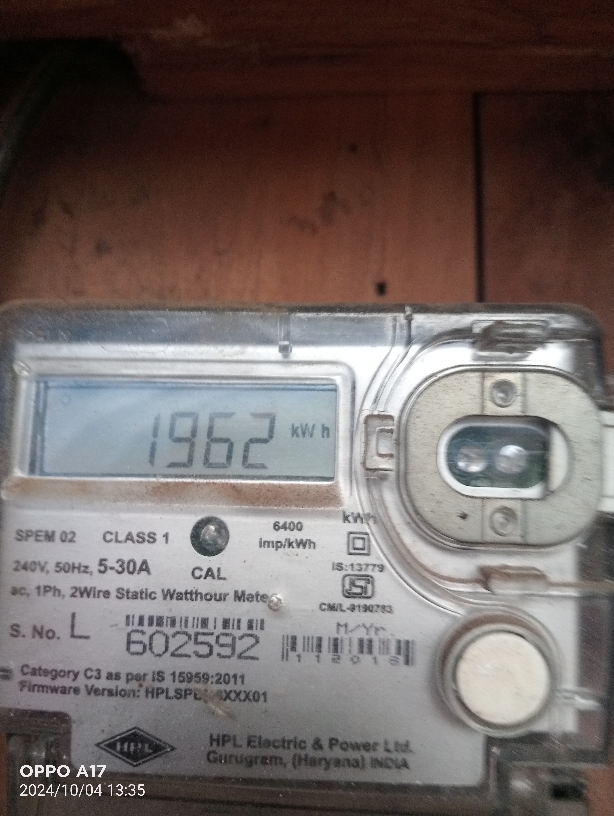 1962 kWh
SPEM 02 CLASS 1 6400 imp/kWh kWh
240V, 50Hz, 5-30A CAL IS:13779
ac, 1Ph, 2Wire Static Watthour Meter CM/L-9190783
S. No. L 602592 M/Yr. 112018
Category C3 as per IS 15959:2011
Firmware Version:
HPL HPL Electric & Power Ltd.
Gurugram, (Haryana) INDIA
OPPO A17
2024/10/04 13:35